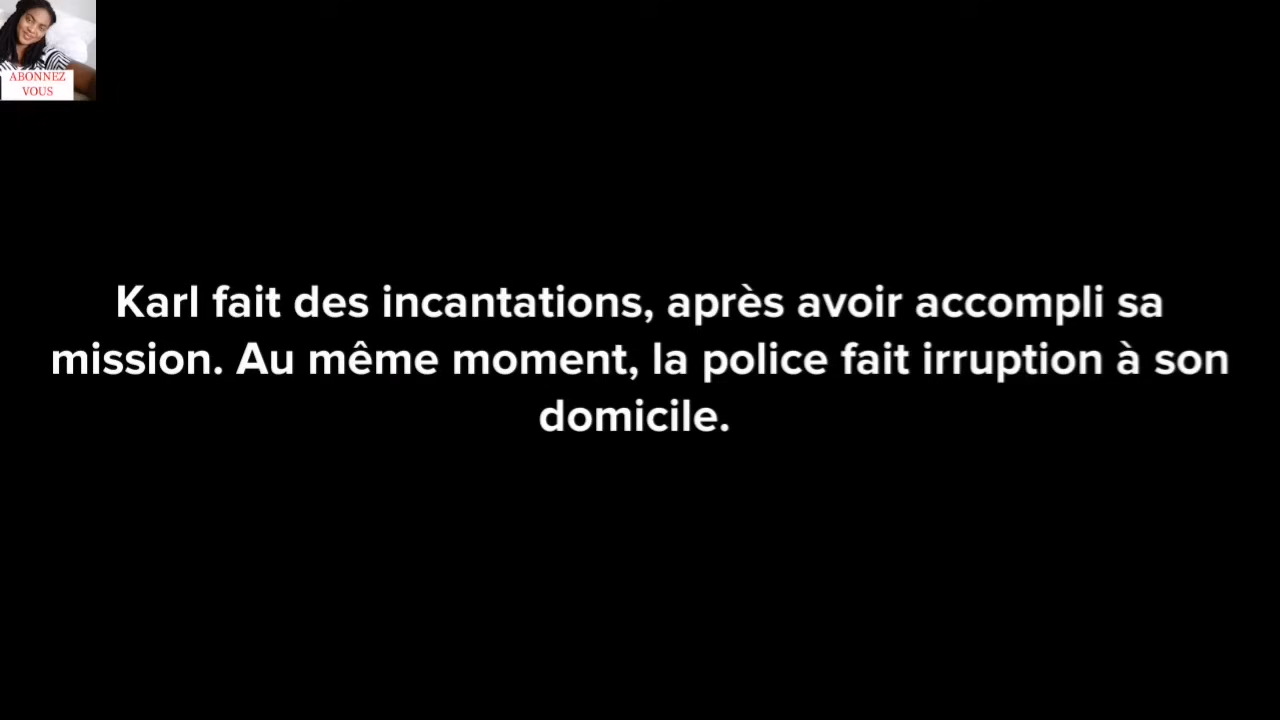 ABONNEZ
VOUS
Karl fait des incantations, après avoir accompli sa
mission. Au même moment, la police fait irruption à son
domicile.